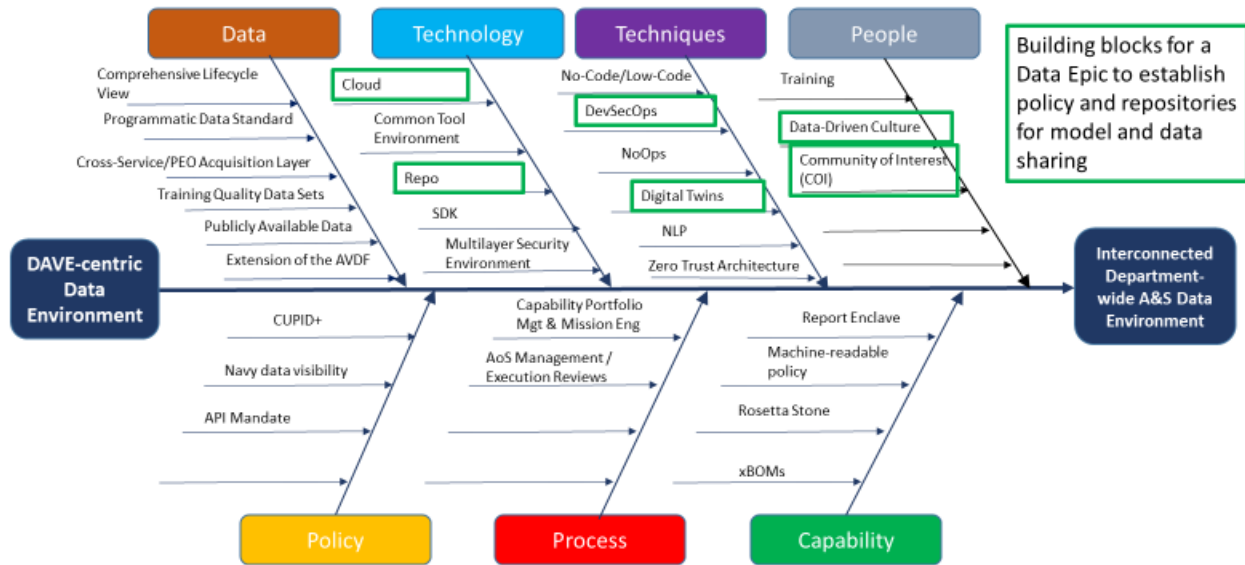 Data
Technology
Techniques
People
Building blocks for a
Data Epic to establish
policy and repositories
for model and data
sharing
Comprehensive Lifecycle
View
Programmatic Data Standard
Cross-Service/PEO Acquisition Layer
Training Quality Data Sets
Publicly Available Data
Extension of the AVDF
Cloud
Common Tool
Environment
Repo
SDK
Multilayer Security
Environment
No-Code/Low-Code
DevSecOps
NoOps
Digital Twins
NLP
Zero Trust Architecture
Training
Data-Driven Culture
Community of Interest
(COI)
DAVE-centric
Data
Environment
Interconnected
Department-
wide A&S Data
Environment
CUPID+
Navy data visibility
API Mandate
Capability Portfolio
Mgt & Mission Eng
AoS Management /
Execution Reviews
Report Enclave
Machine-readable
policy
Rosetta Stone
xBOMs
Policy
Process
Capability